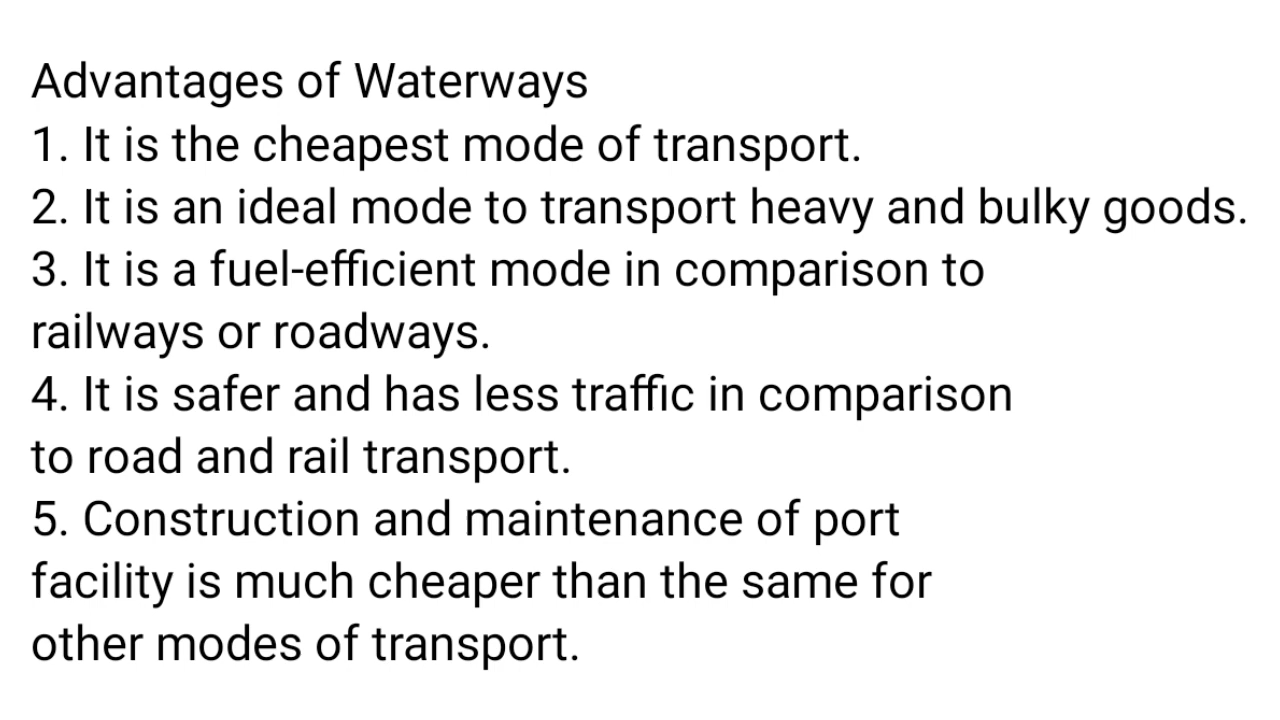 Advantages of Waterways
1. It is the cheapest mode of transport.
2. It is an ideal mode to transport heavy and bulky goods.
3. It is a fuel-efficient mode in comparison to
railways or roadways.
4. It is safer and has less traffic in comparison
to road and rail transport.
5. Construction and maintenance of port
facility is much cheaper than the same for
other modes of transport.